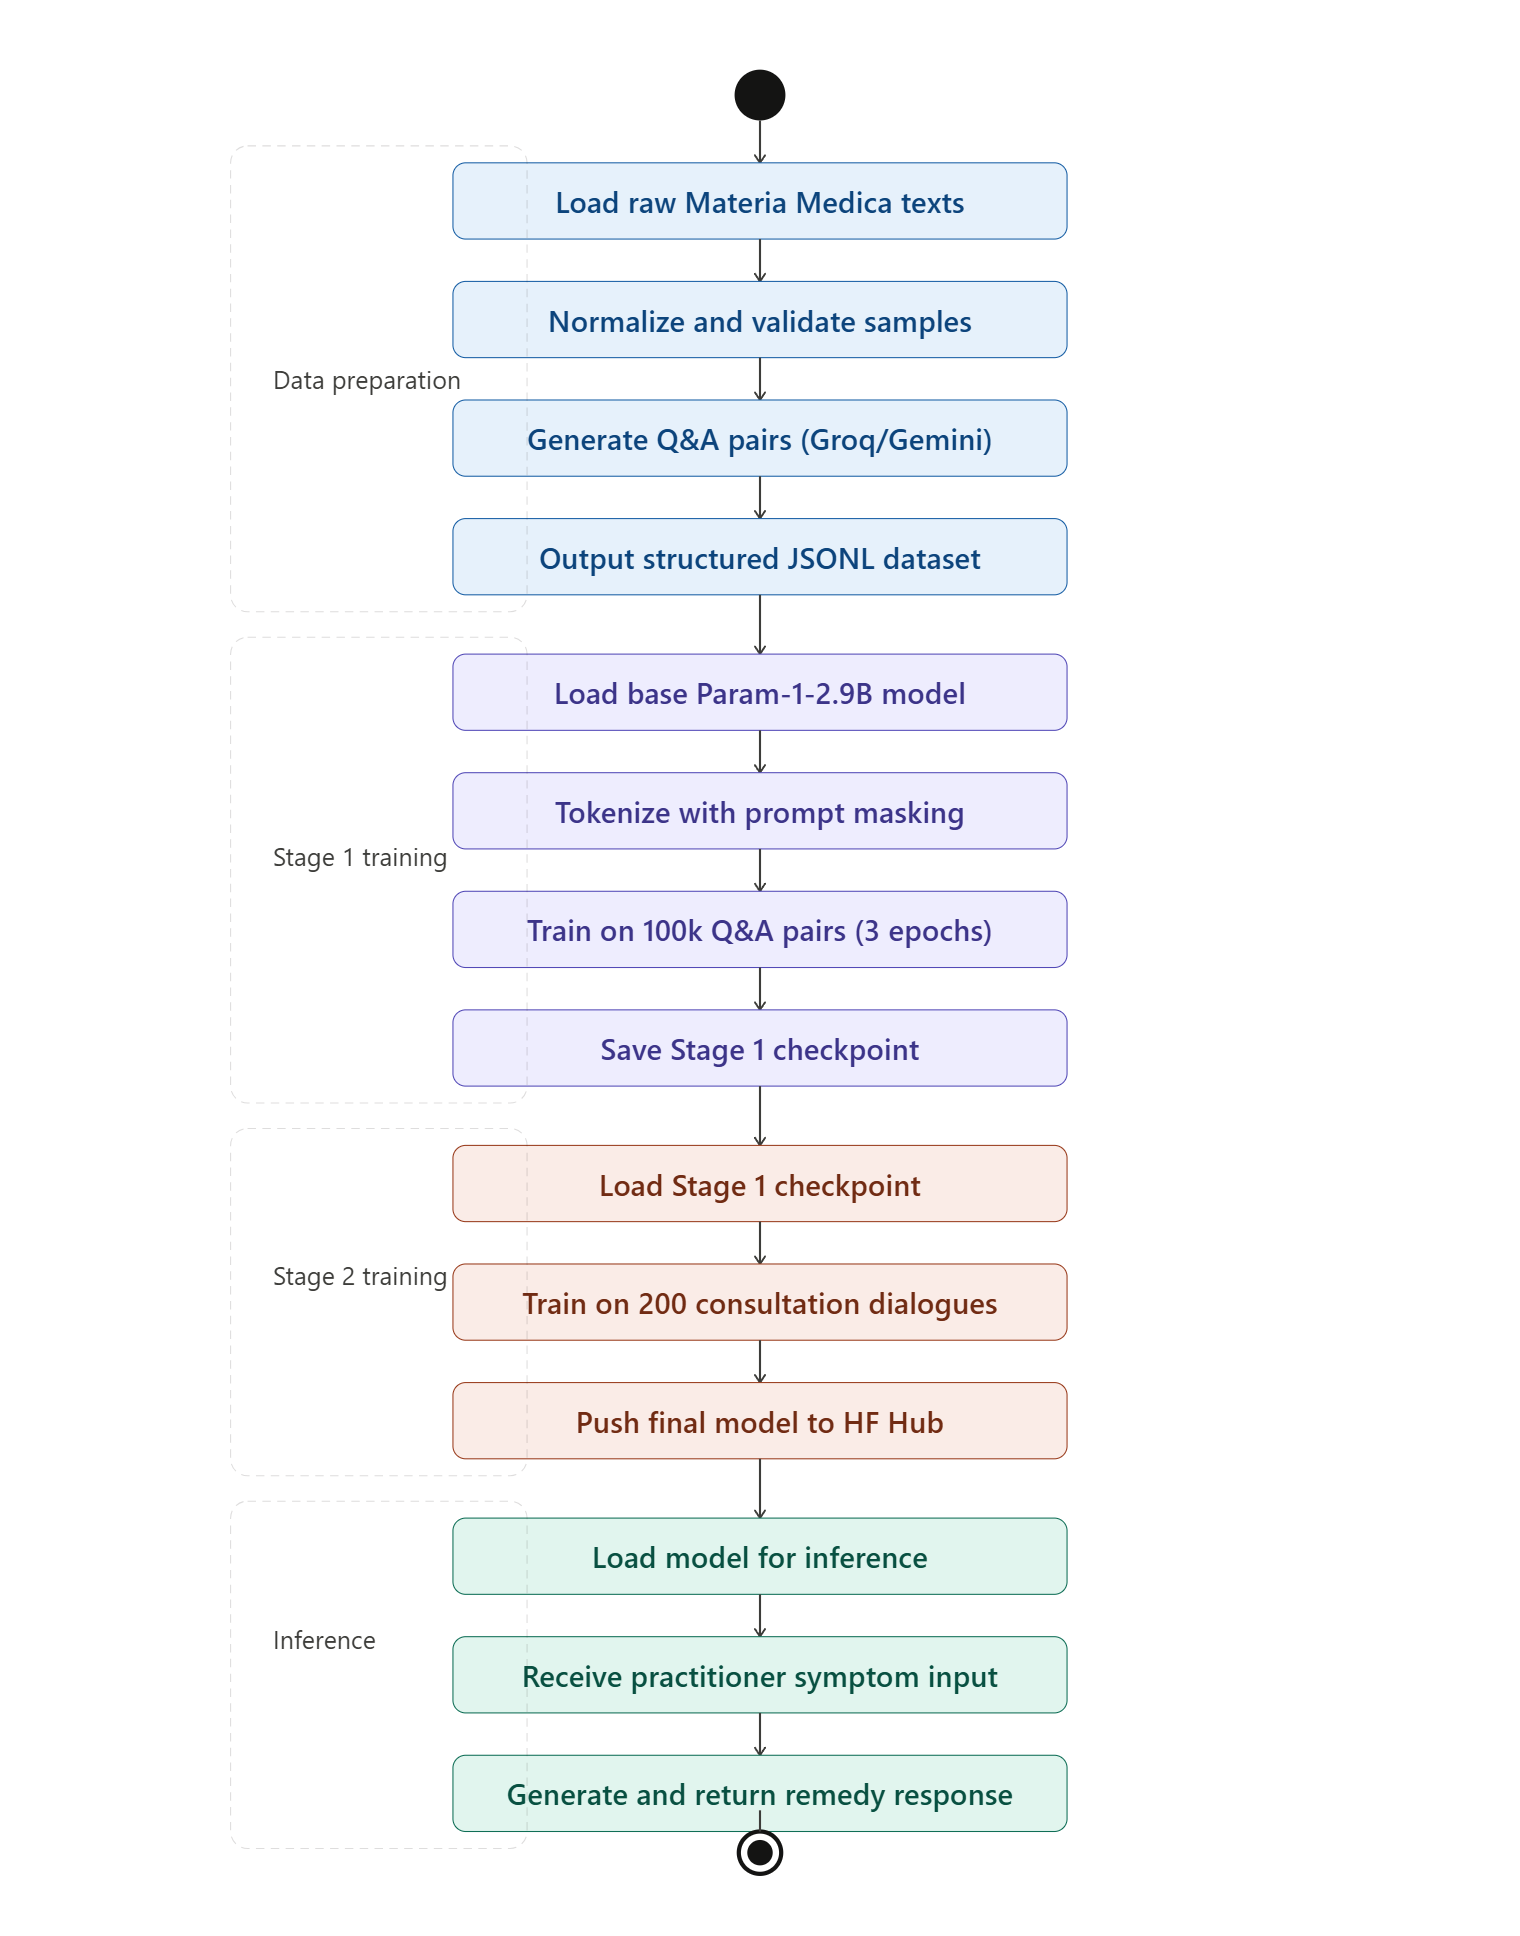 Load raw Materia Medica texts
Normalize and validate samples
Data preparation
Generate Q&A pairs (Groq/Gemini)
Output structured JSONL dataset
Load base Param-1-2.9B model
Tokenize with prompt masking
Stage 1 training
Train on 100k Q&A pairs (3 epochs)
Save Stage 1 checkpoint
Load Stage 1 checkpoint
Stage 2 training
Train on 200 consultation dialogues
Push final model to HF Hub
Load model for inference
Inference
Receive practitioner symptom input
Generate and return remedy response